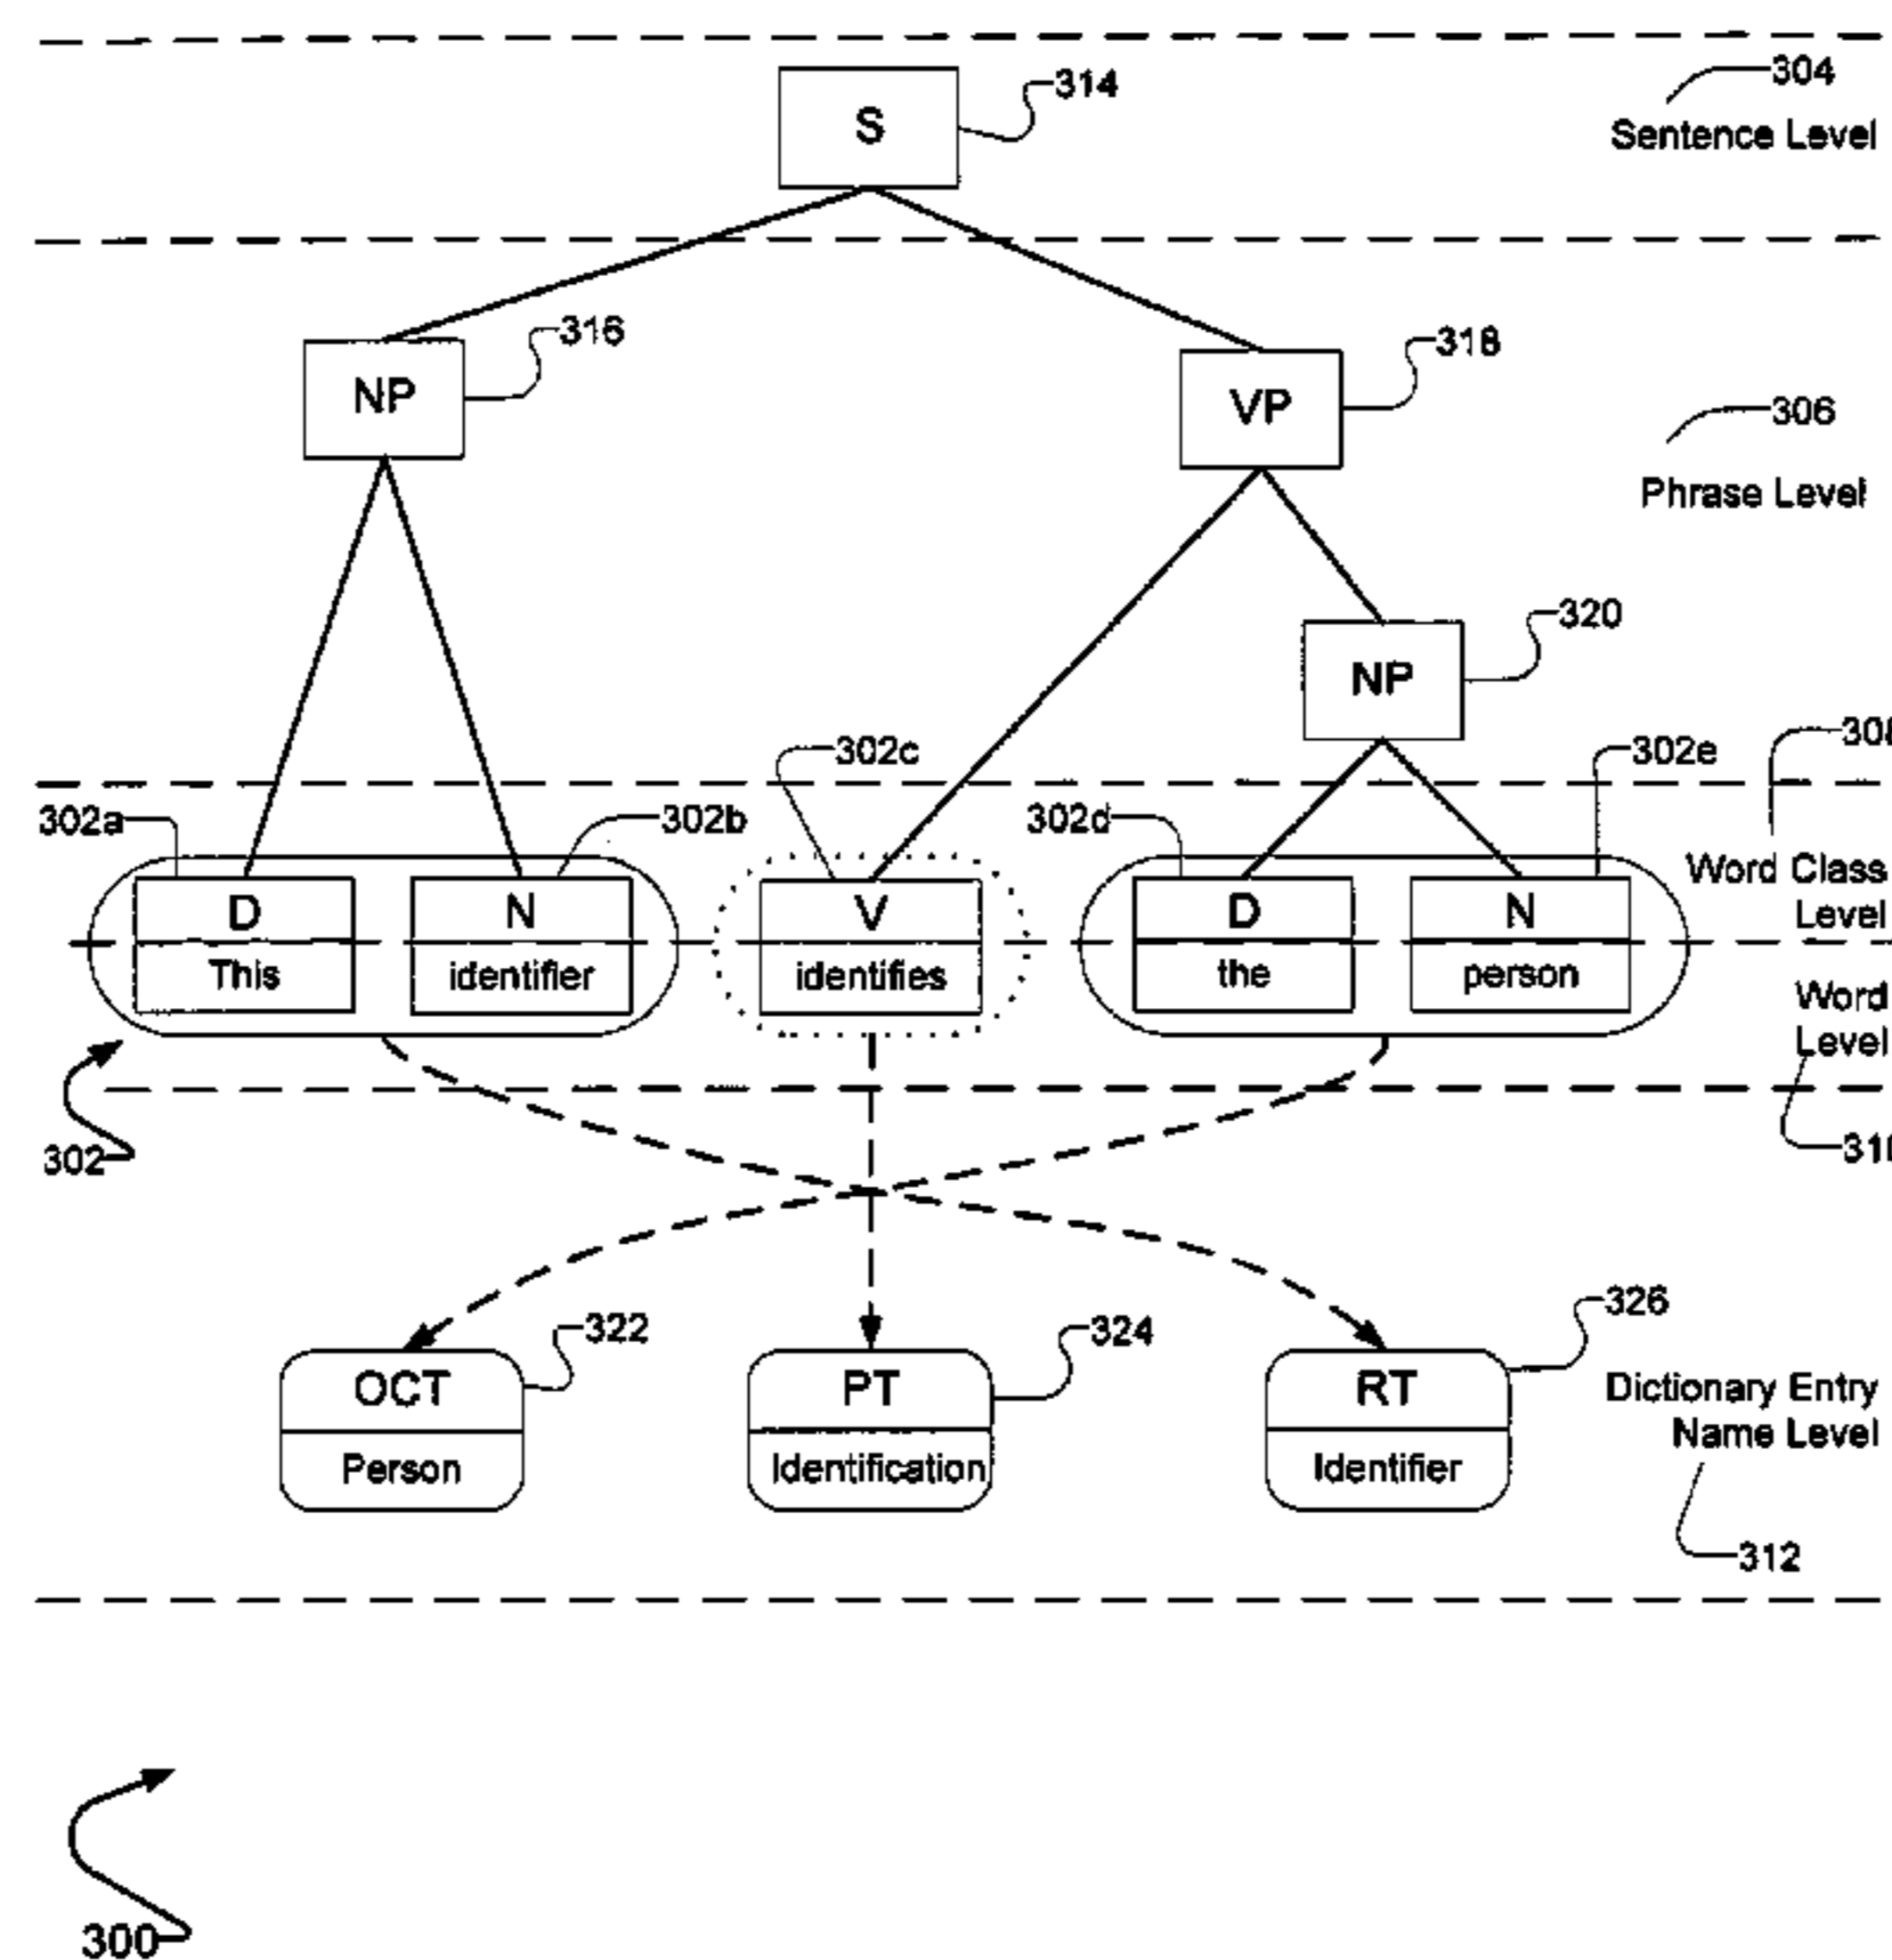 314
304
S
Sentence Level
316
318
NP
VP
306
Phrase Level
320
NP
302c
302e
302a
302b
302d
D
N
V
D
N
Word Class
Level
This
identifier
identifies
the
person
Word
Level
302
322
324
326
OCT
PT
RT
Dictionary Entry
Name Level
Person
Identification
Identifier
312
300